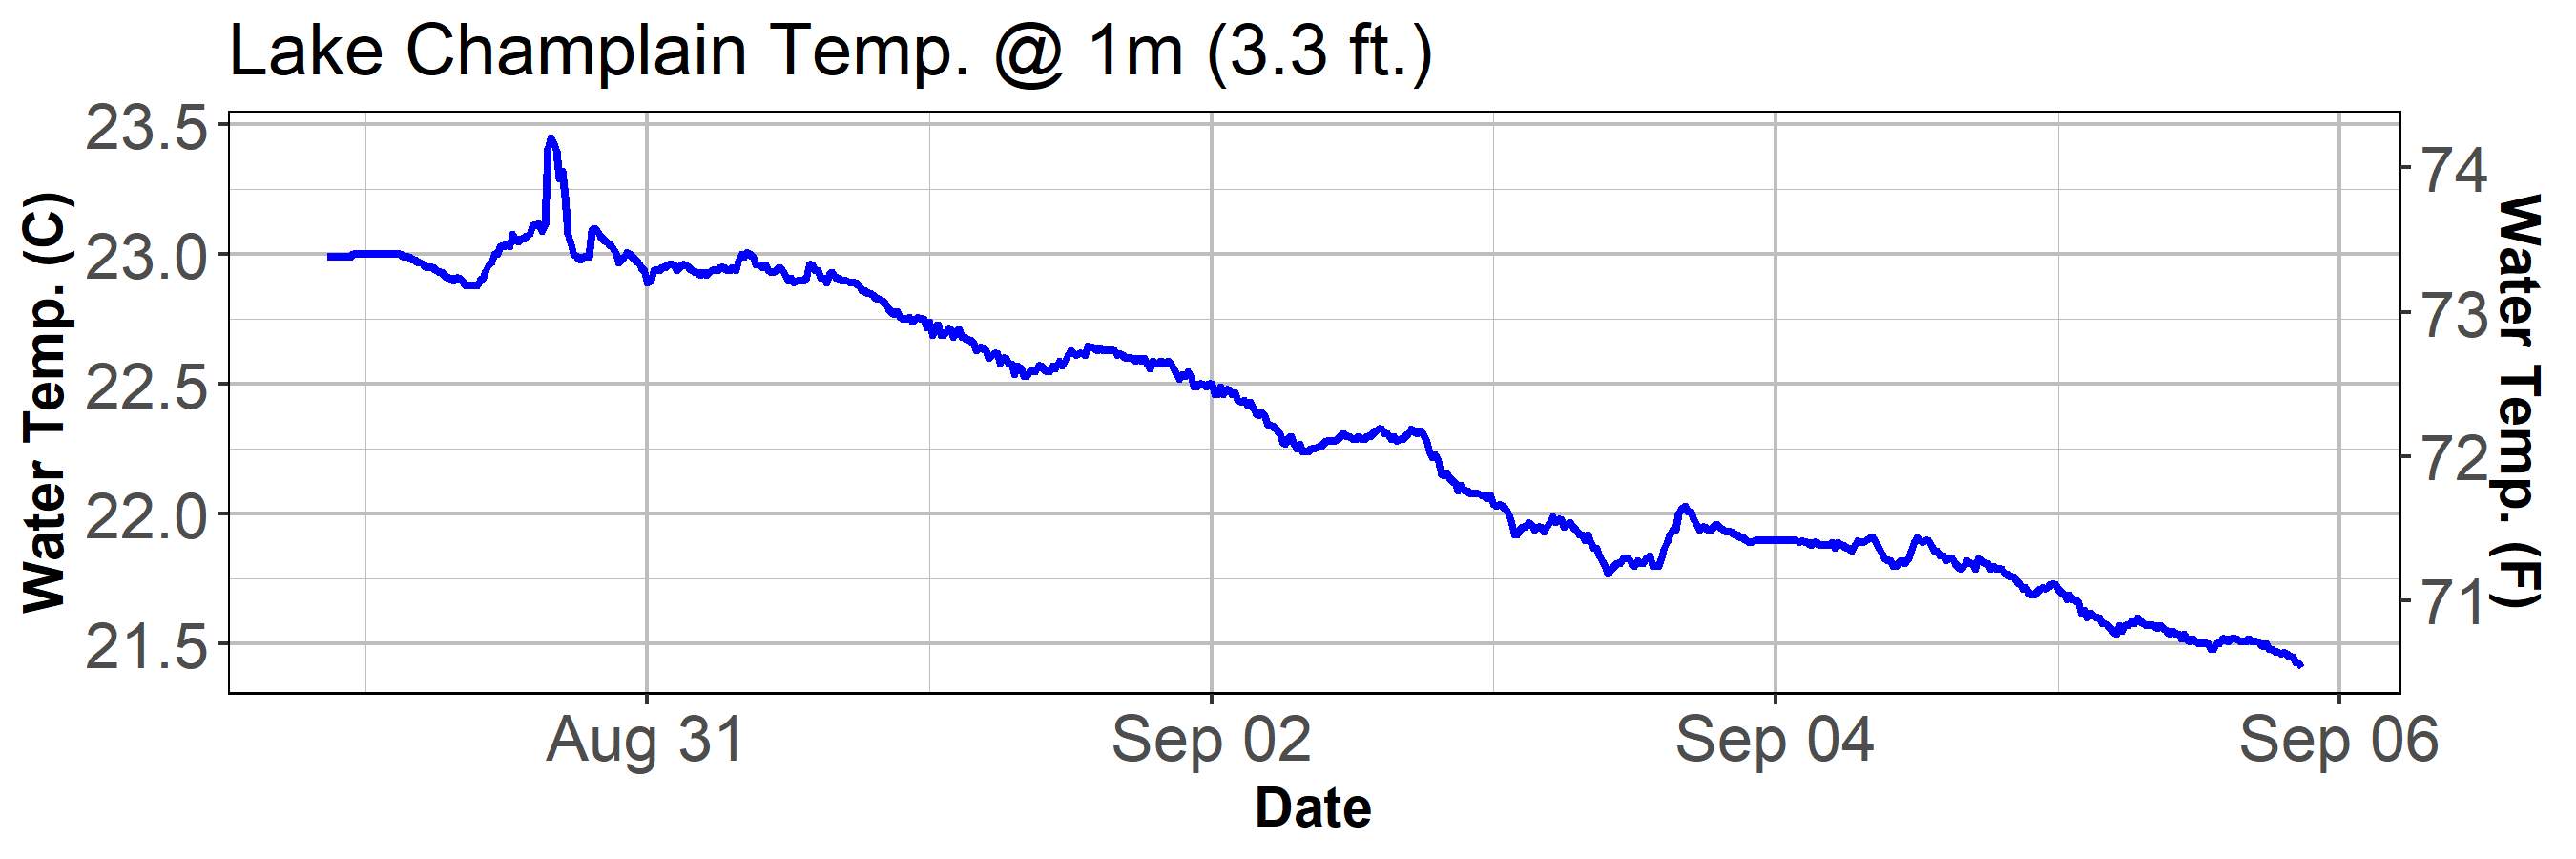 Lake Champlain Temp. @ 1m (3.3 ft.)
23.5
23.0
22.5
22.0
21.5
Water Temp. (C)
74
73
72
71
Water Temp. (F)
Aug 31
Sep 02
Sep 04
Sep 06
Date